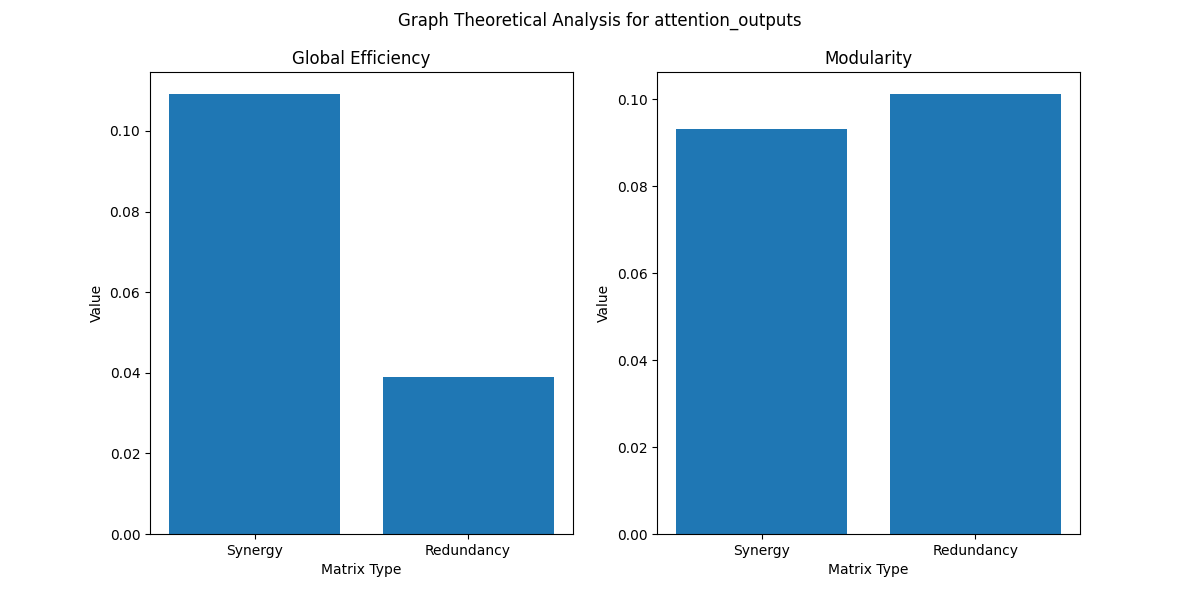 Graph Theoretical Analysis for attention_outputs
Global Efficiency
0.10
0.08
0.06
0.04
0.02
0.00
Value
Synergy Redundancy
Matrix Type
Modularity
0.10
0.08
0.06
0.04
0.02
0.00
Value
Synergy Redundancy
Matrix Type